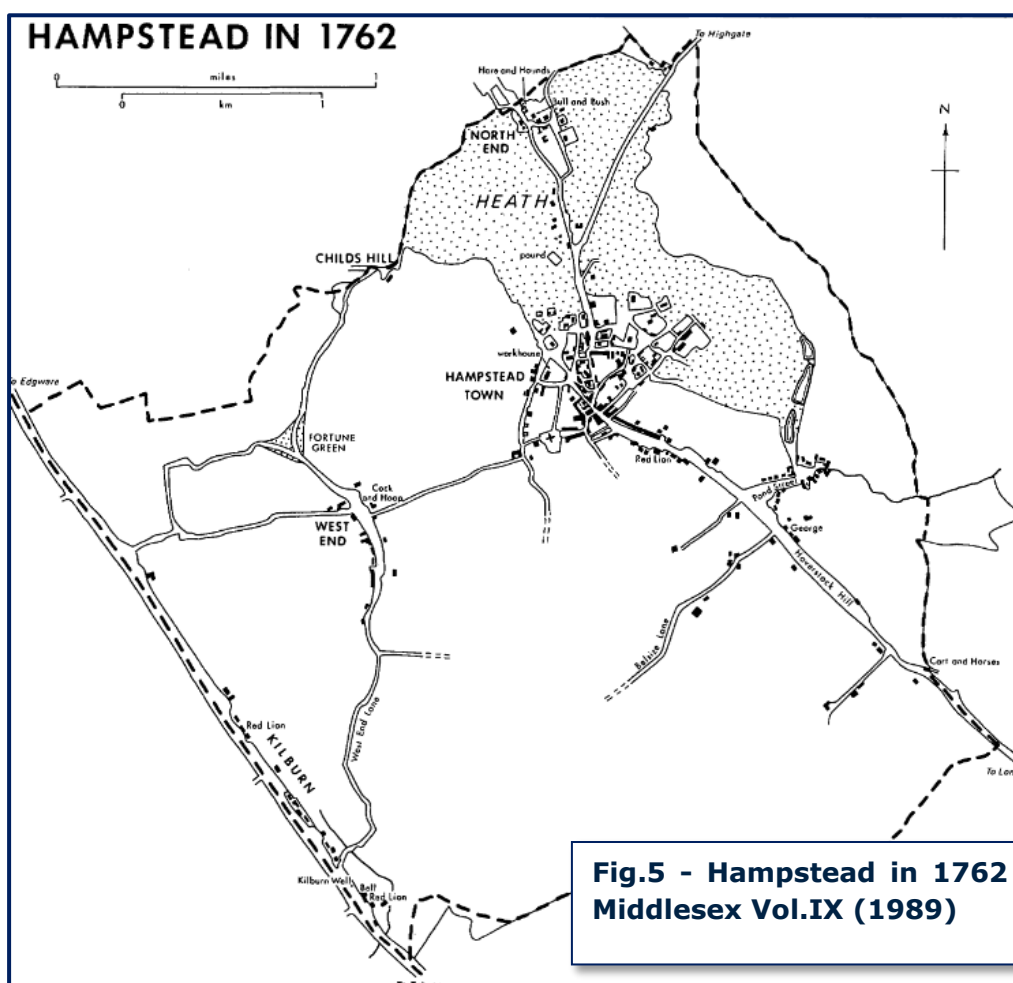 HAMPSTEAD IN 1762
0 miles 1
0 km 1
To Highgate
N
Hare and Hounds
Bull and Bush
NORTH
END
HEATH
pound
CHILDS HILL
workhouse
HAMPSTEAD
TOWN
To Edgware
FORTUNE
GREEN
Cock
and Hoop
WEST
END
Red Lion
Pond Street
George
Haverstock Hill
Belsize Lane
Cart and Horses
West End Lane
Red Lion
KILBURN
To Lon
Kilburn Wells
Bell
Red Lion
Fig.5 - Hampstead in 1762
Middlesex Vol.IX (1989)